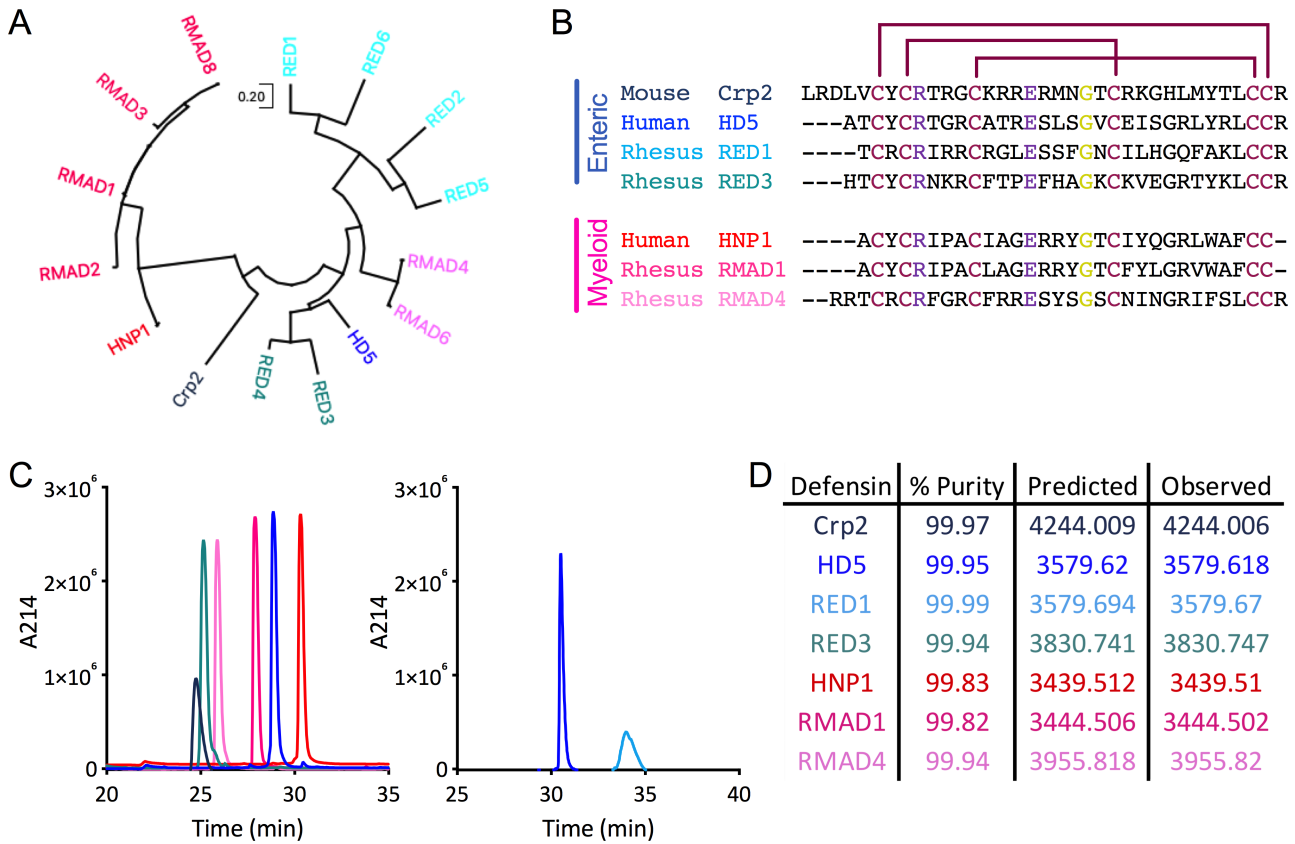 A
RMAD8
RED1
RED6
RMAD3
0.20
RED2
RMAD1
RED5
RMAD2
RMAD4
RMAD6
HNP1
HD5
Crp2
RED4
RED3
B
Enteric
Mouse Crp2 LRDLVCYCRTRGCKRRERMNGTCRKGHLMYTLCCR
Human HD5 ---ATCYCRTGRCATRESLSGVCEISGRLYRLCCR
Rhesus RED1 ----TCRCRIRRCRGLESSFGNCILHGQFAKLCCR
Rhesus RED3 ---HTCYCRNKRCFTPEFHAGKCKVEGRTYKLCCR
Myeloid
Human HNP1 ----ACYCRIPACIAGERRYGTCIYQGRLWAFCC-
Rhesus RMAD1 ----ACYCRIPACLAGERRYGTCFYLGRVWAFCC-
Rhesus RMAD4 --RRTCRCRFGRCFRRESYSGSCNINGRIFSLCCR
C
3×10⁶
2×10⁶
1×10⁶
0
A214
20 25 30 35
Time (min)
3×10⁶
2×10⁶
1×10⁶
0
A214
25 30 35 40
Time (min)
D
Defensin % Purity Predicted Observed
Crp2 99.97 4244.009 4244.006
HD5 99.95 3579.62 3579.618
RED1 99.99 3579.694 3579.67
RED3 99.94 3830.741 3830.747
HNP1 99.83 3439.512 3439.51
RMAD1 99.82 3444.506 3444.502
RMAD4 99.94 3955.818 3955.82